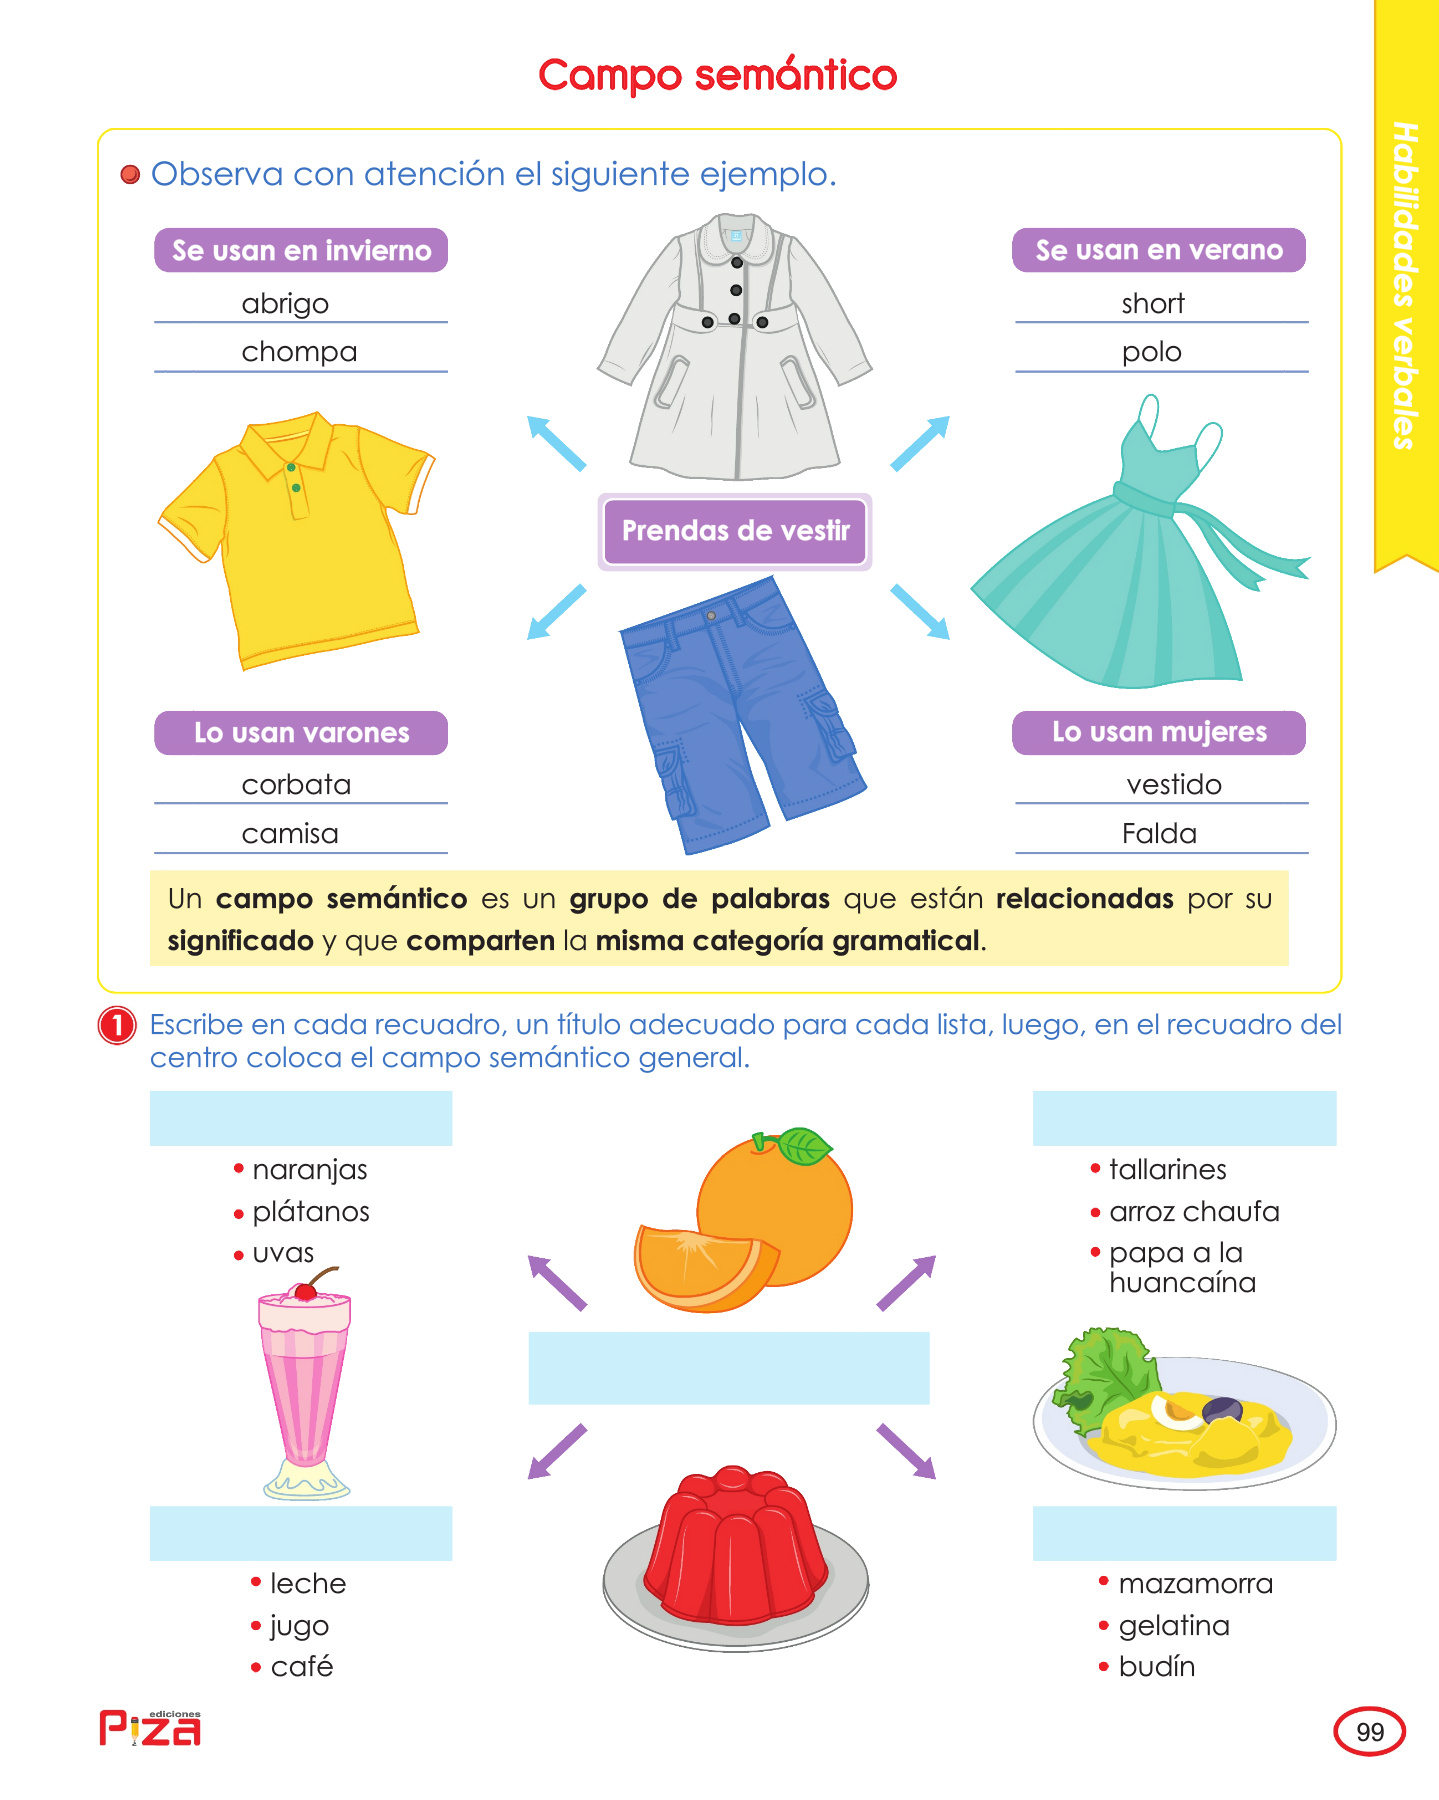 Campo semántico
Habilidades verbales
Observa con atención el siguiente ejemplo.
Se usan en invierno
abrigo
chompa
Se usan en verano
short
polo
Prendas de vestir
Lo usan varones
corbata
camisa
Lo usan mujeres
vestido
Falda
Un campo semántico es un grupo de palabras que están relacionadas por su
significado y que comparten la misma categoría gramatical.
1 Escribe en cada recuadro, un título adecuado para cada lista, luego, en el recuadro del
centro coloca el campo semántico general.
• naranjas
• plátanos
• uvas
• tallarines
• arroz chaufa
• papa a la
huancaína
• leche
• jugo
• café
• mazamorra
• gelatina
• budín
ediciones
Piza
99